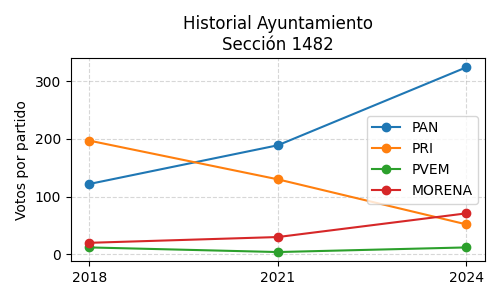 Historial Ayuntamiento
Sección 1482
Votos por partido
300
200
100
0
2018
2021
2024
PAN
PRI
PVEM
MORENA